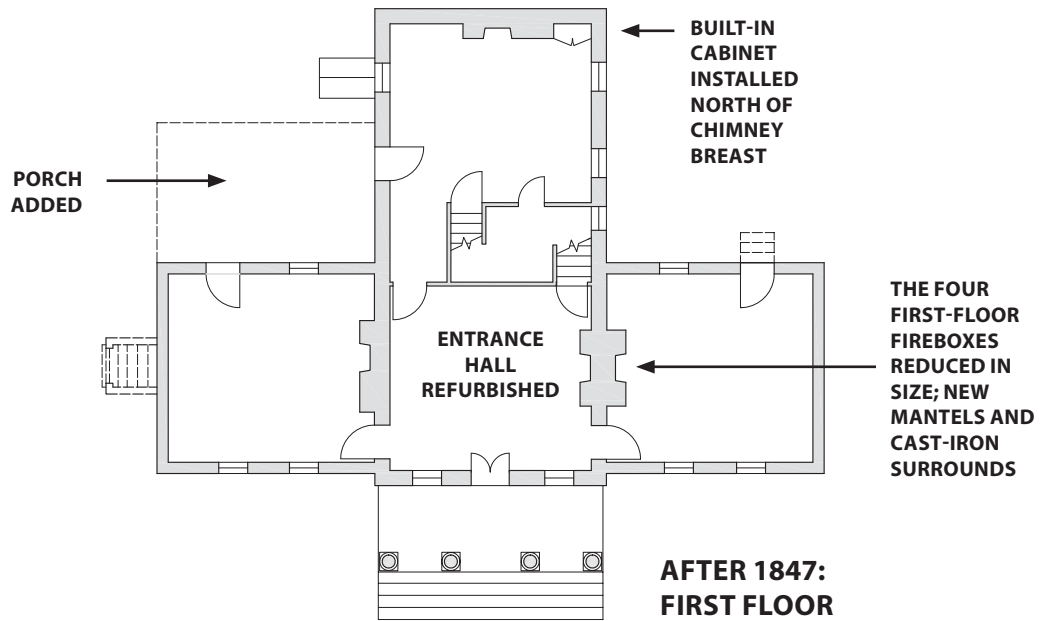 BUILT-IN
CABINET
INSTALLED
NORTH OF
CHIMNEY
BREAST
PORCH
ADDED
ENTRANCE
HALL
REFURBISHED
THE FOUR
FIRST-FLOOR
FIREBOXES
REDUCED IN
SIZE; NEW
MANTELS AND
CAST-IRON
SURROUNDS
AFTER 1847:
FIRST FLOOR